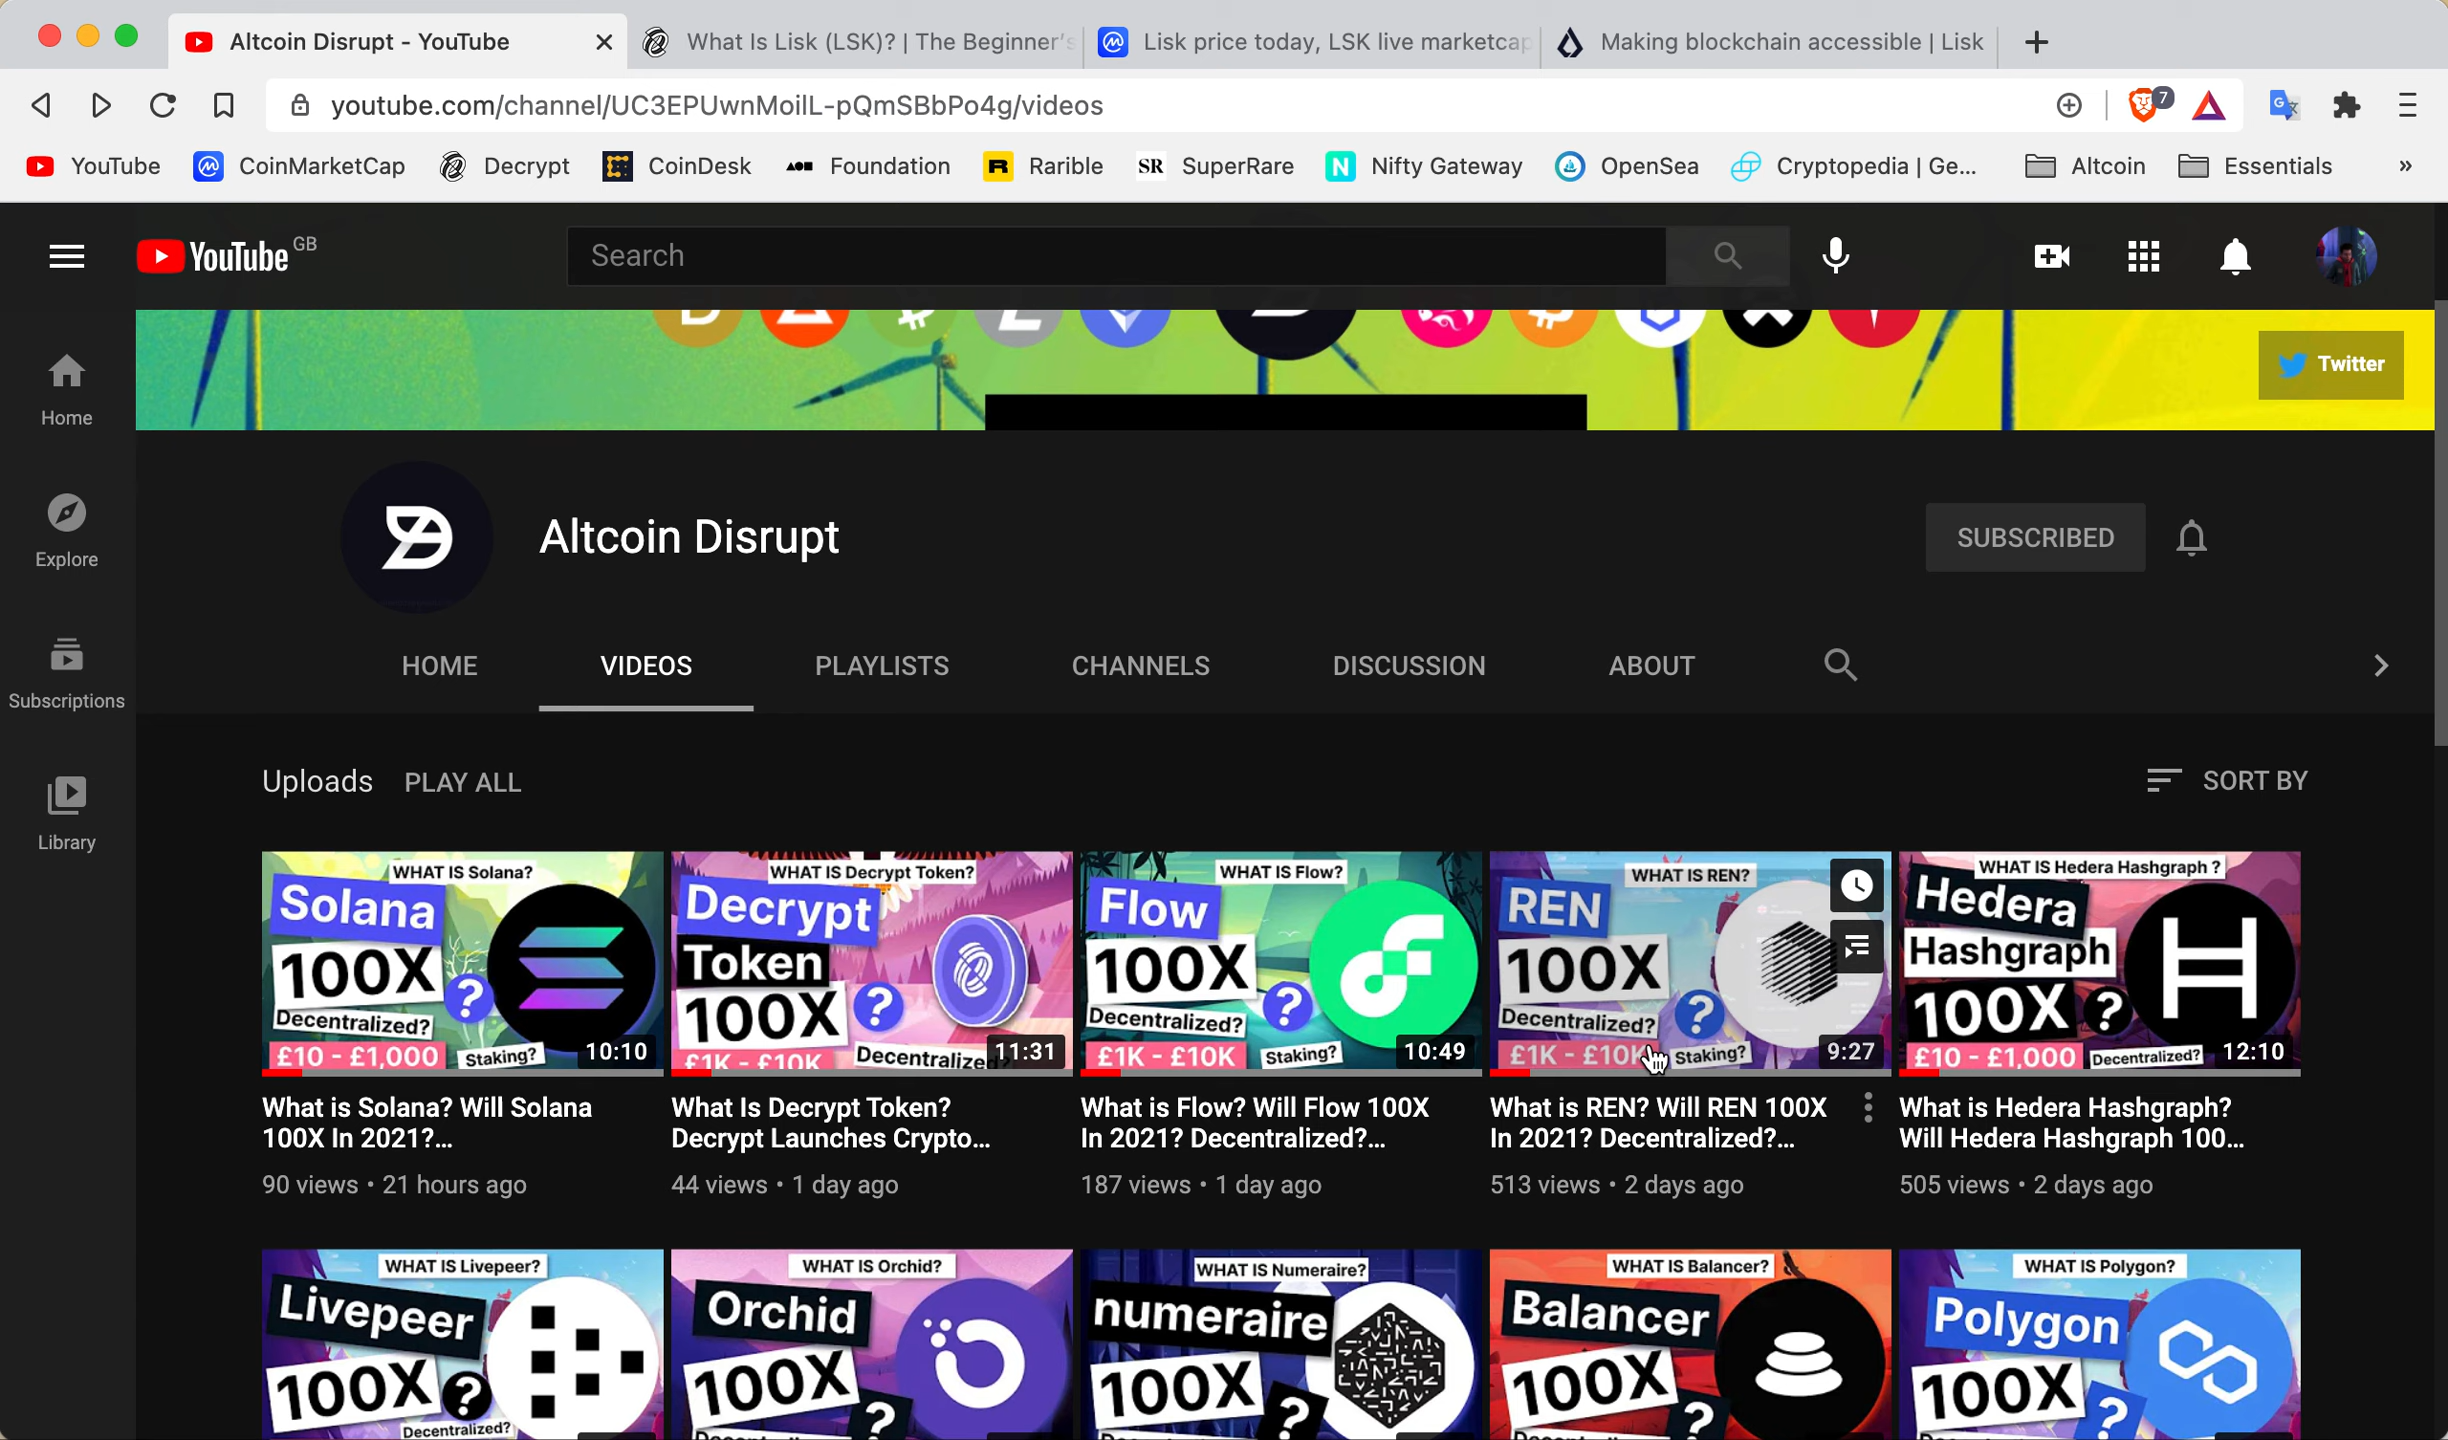 Altcoin Disrupt - YouTube
What Is Lisk (LSK)? | The Beginner's
Lisk price today, LSK live marketcap
Making blockchain accessible | Lisk
youtube.com/channel/UC3EPUwnMoilL-pQmSBbPo4g/videos
7
YouTube
CoinMarketCap
Decrypt
CoinDesk
Foundation
Rarible
SR SuperRare
Nifty Gateway
OpenSea
Cryptopedia | Ge...
Altcoin
Essentials
YouTube GB
Search
Twitter
Home
Explore
Subscriptions
Library
Altcoin Disrupt
SUBSCRIBED
HOME
VIDEOS
PLAYLISTS
CHANNELS
DISCUSSION
ABOUT
Uploads
PLAY ALL
SORT BY
WHAT IS Solana?
Solana
100X
?
Decentralized?
£10 - £1,000
Staking?
10:10
What is Solana? Will Solana
100X In 2021?...
90 views • 21 hours ago
WHAT IS Decrypt Token?
Decrypt
Token
100X
?
£1K - £10K
Decentralized
11:31
What Is Decrypt Token?
Decrypt Launches Crypto...
44 views • 1 day ago
WHAT IS Flow?
Flow
100X
?
Decentralized?
£1K - £10K
Staking?
10:49
What is Flow? Will Flow 100X
In 2021? Decentralized?...
187 views • 1 day ago
WHAT IS REN?
REN
100X
?
Decentralized?
£1K - £10K
Staking?
9:27
What is REN? Will REN 100X
In 2021? Decentralized?...
513 views • 2 days ago
WHAT IS Hedera Hashgraph ?
Hedera
Hashgraph
100X
?
£10 - £1,000
Decentralized?
12:10
What is Hedera Hashgraph?
Will Hedera Hashgraph 100...
505 views • 2 days ago
WHAT IS Livepeer?
Livepeer
100X
?
Decentralized?
WHAT IS Orchid?
Orchid
100X
?
WHAT IS Numeraire?
numeraire
100X
?
WHAT IS Balancer?
Balancer
100X
?
WHAT IS Polygon?
Polygon
100X
?